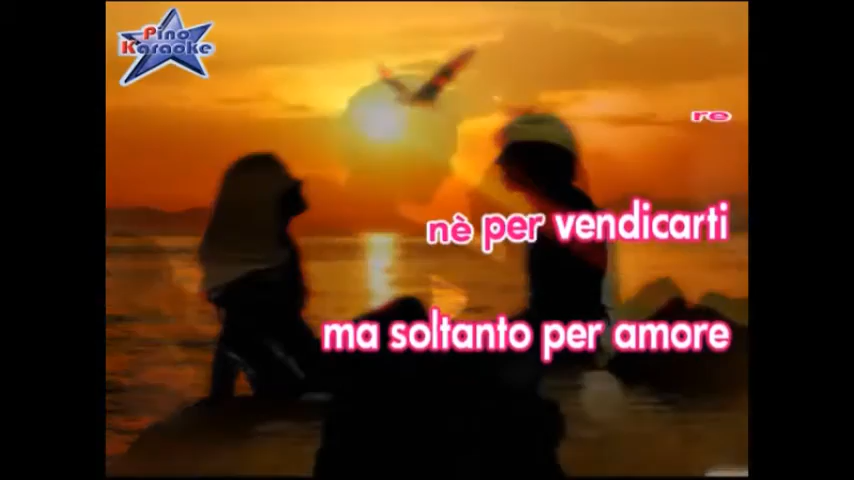 Pino
Karaoke
re
nè per vendicarti
ma soltanto per amore